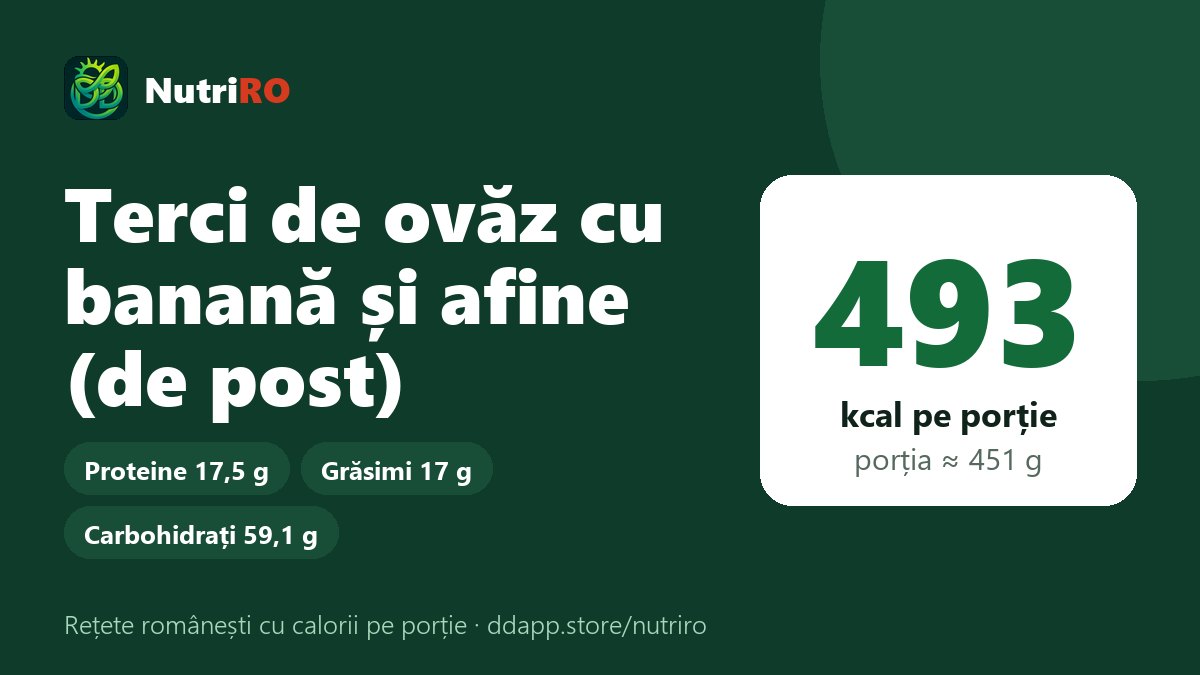 NutriRO
Terci de ovăz cu
banană și afine
(de post)
Proteine 17,5 g
Grăsimi 17 g
Carbohidrați 59,1 g
493
kcal pe porție
porția ≈ 451 g
Rețete românești cu calorii pe porție · ddapp.store/nutriro